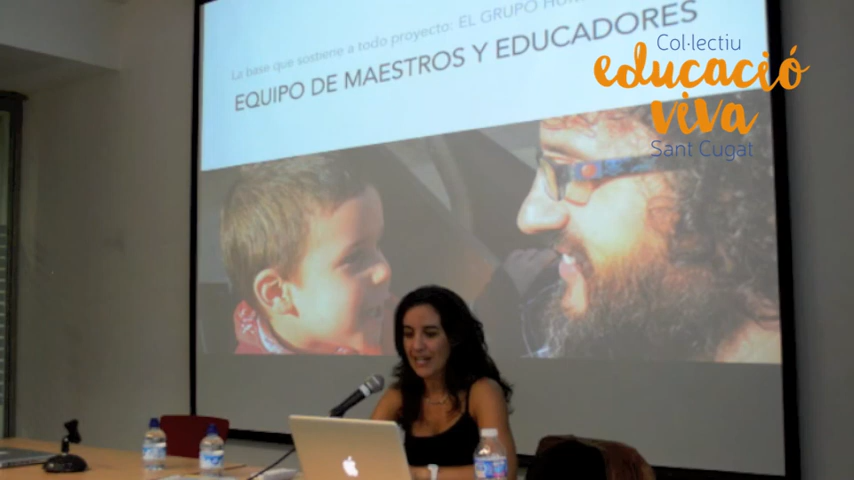 La base que sostiene a todo proyecto: EL GRUPO
EQUIPO DE MAESTROS Y EDUCADORES
Col·lectiu
educació
viva
Sant Cugat